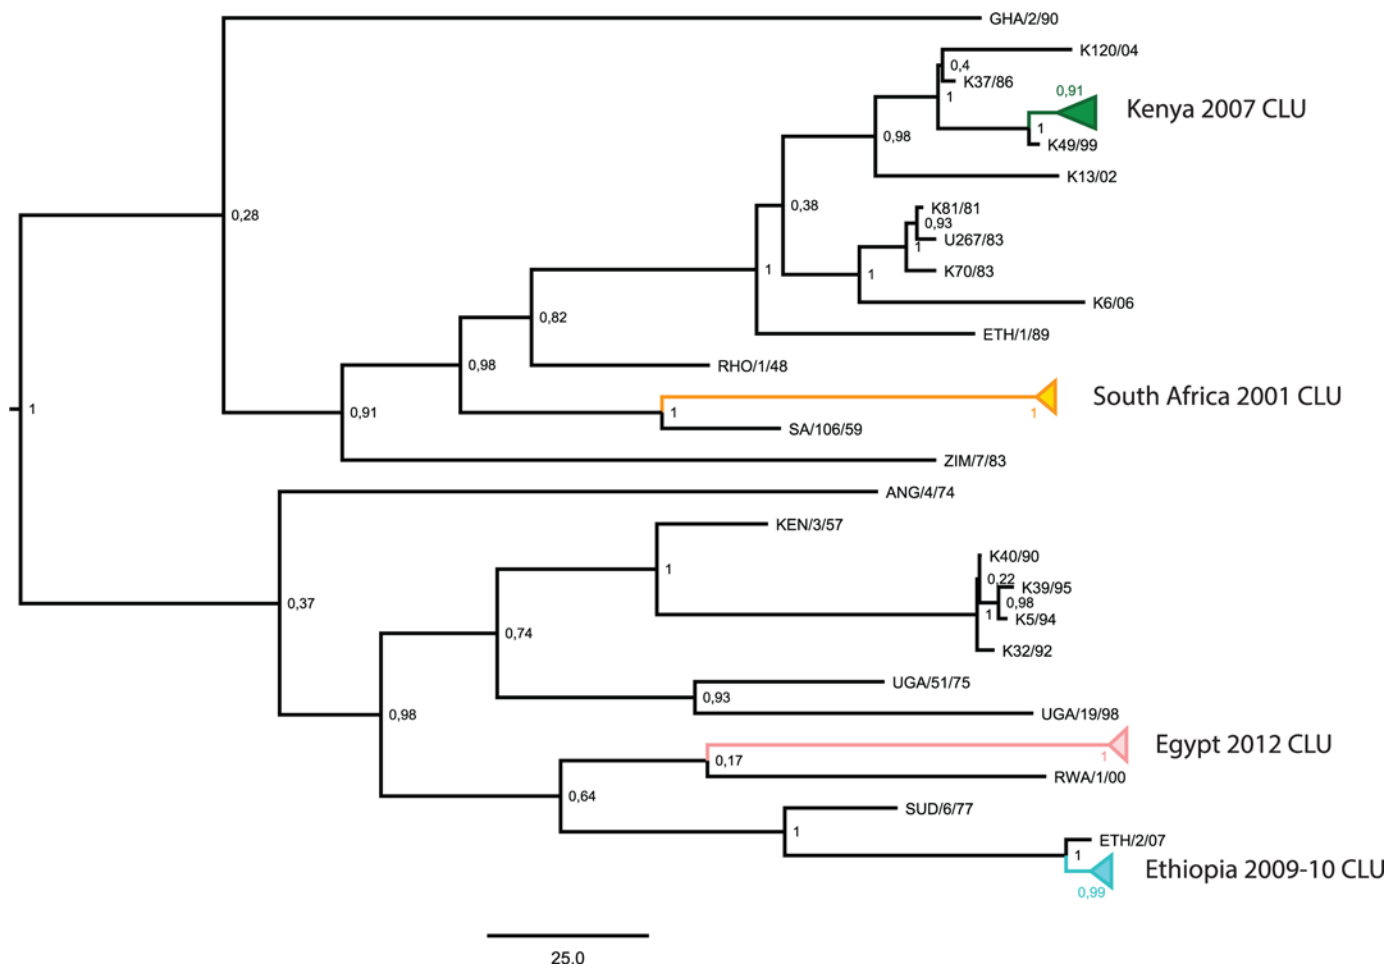 GHA/2/90
K120/04
0,4
K37/86
0,91
1
Kenya 2007 CLU
1
0,98
K49/99
K13/02
0,38
K81/81
0,28
0,93
U267/83
1
1
1
K70/83
K6/06
0,82
ETH/1/89
0,98
RHO/1/48
South Africa 2001 CLU
1
0,91
1
1
SA/106/59
ZIM/7/83
ANG/4/74
KEN/3/57
K40/90
1
0,22
K39/95
0,37
0,98
1
K5/94
0,74
K32/92
UGA/51/75
0,93
0,98
UGA/19/98
Egypt 2012 CLU
1
0,17
RWA/1/00
0,64
SUD/6/77
1
ETH/2/07
1
Ethiopia 2009-10 CLU
0,99
25.0